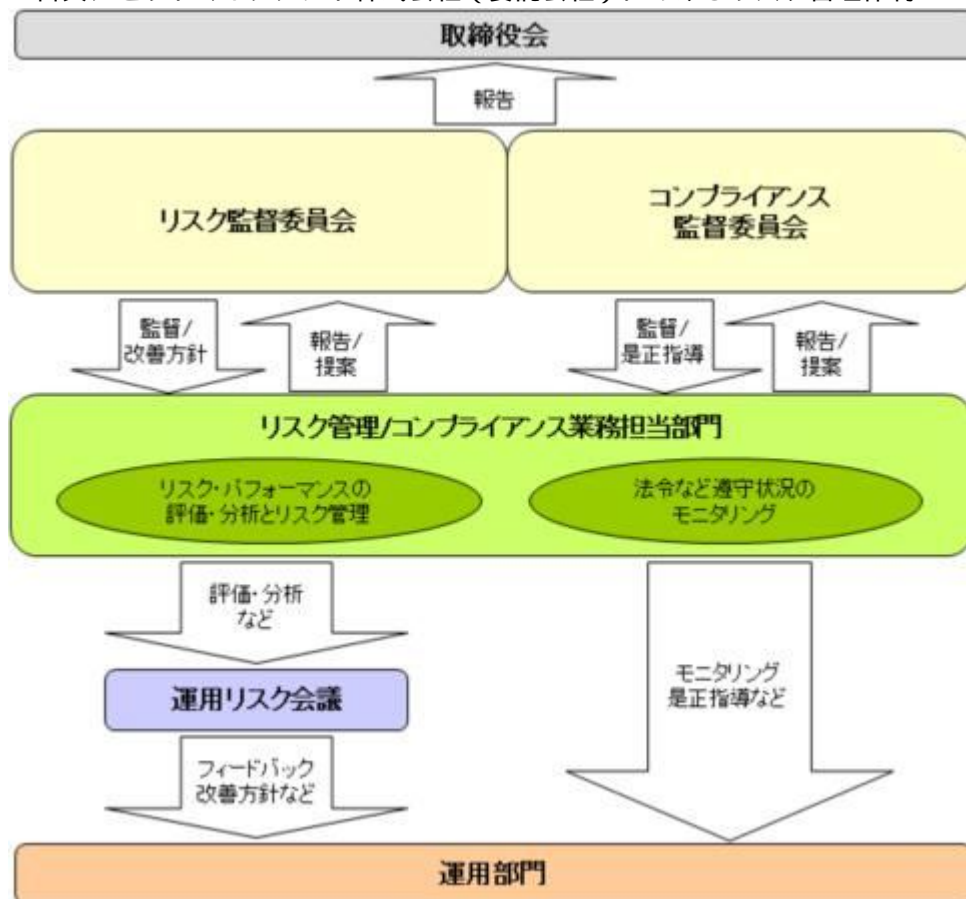 取締役会
報告
リスク監督委員会
コンプライアンス
監督委員会
監督/
改善方針
報告/
提案
監督/
是正指導
報告/
提案
リスク管理/コンプライアンス業務担当部門
リスク・パフォーマンスの
評価・分析とリスク管理
法令など遵守状況の
モニタリング
評価・分析
など
運用リスク会議
モニタリング
是正指導など
フィードバック
改善方針など
運用部門